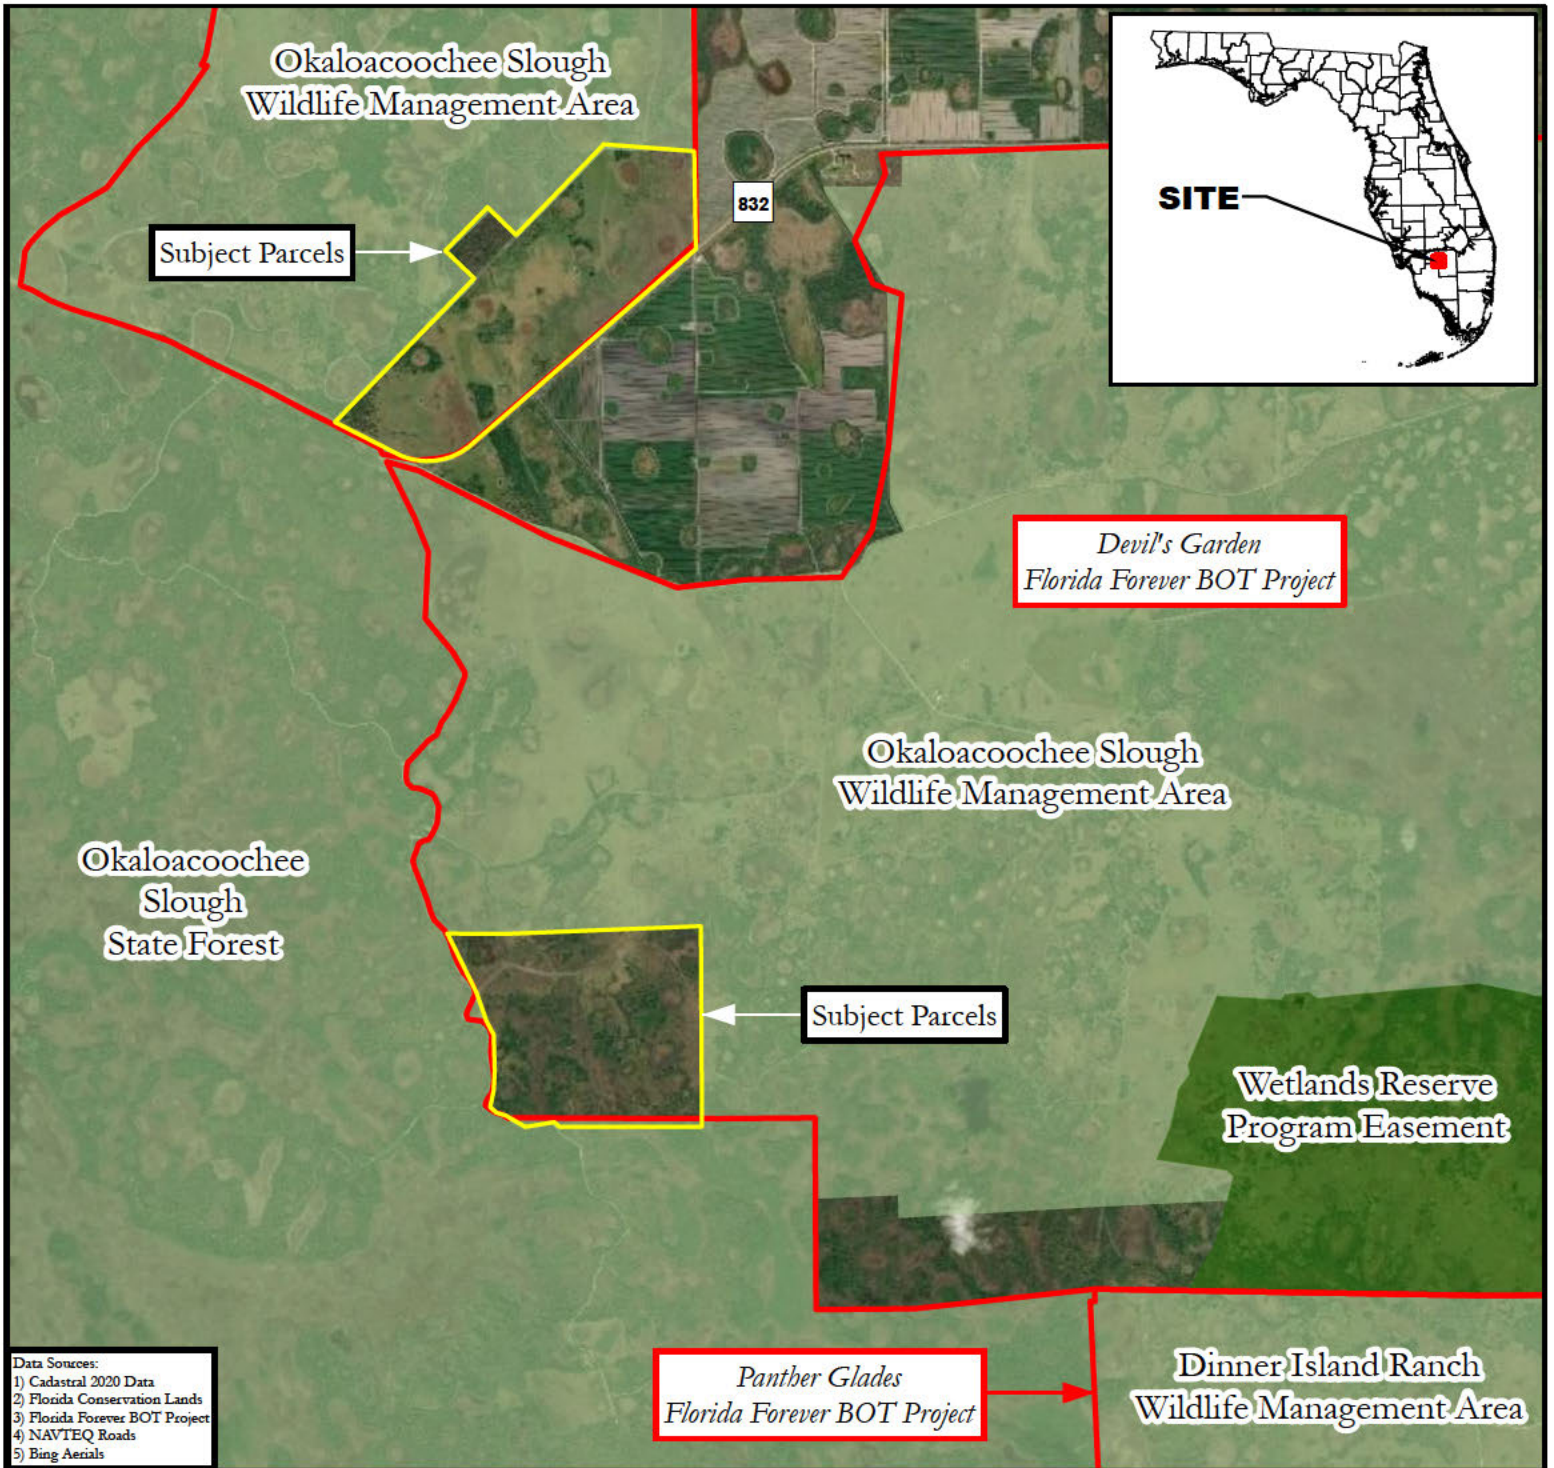 Okaloacoochee Slough
Wildlife Management Area
SITE
832
Subject Parcels
Devil's Garden
Florida Forever BOT Project
Okaloacoochee Slough
Wildlife Management Area
Okaloacoochee
Slough
State Forest
Subject Parcels
Wetlands Reserve
Program Easement
Panther Glades
Florida Forever BOT Project
Dinner Island Ranch
Wildlife Management Area
Data Sources:
1) Cadastral 2020 Data
2) Florida Conservation Lands
3) Florida Forever BOT Project
4) NAVTEQ Roads
5) Bing Aerials